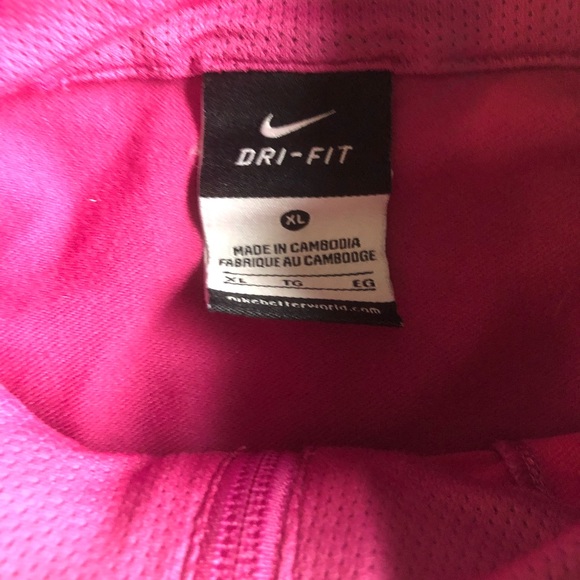 DRI-FIT
XL
MADE IN CAMBODIA
FABRIQUE AU CAMBODGE
XL TG EG
nikebetterworld.com